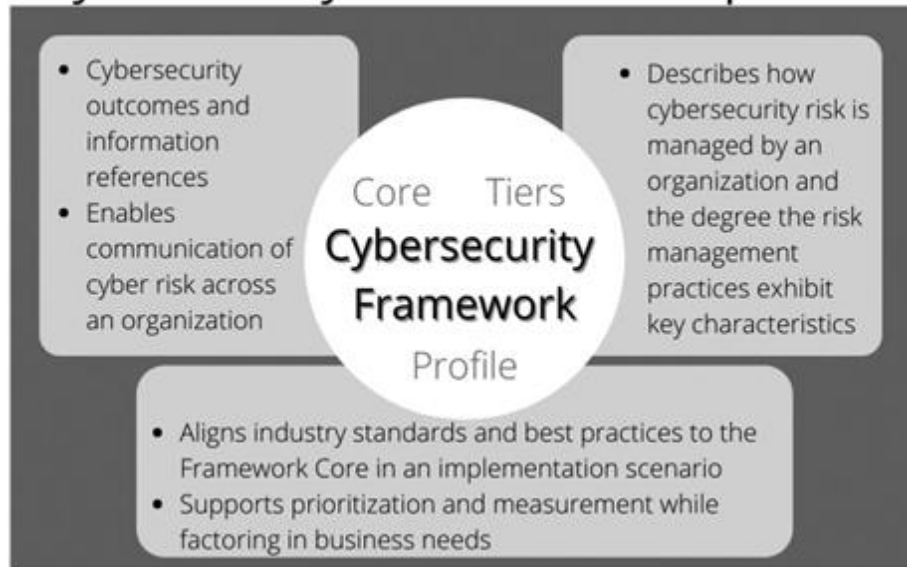 • Cybersecurity
outcomes and
information
references
• Enables
communication of
cyber risk across
an organization
• Describes how
cybersecurity risk is
managed by an
organization and
the degree the risk
management
practices exhibit
key characteristics
Core Tiers
Cybersecurity
Framework
Profile
• Aligns industry standards and best practices to the
Framework Core in an implementation scenario
• Supports prioritization and measurement while
factoring in business needs